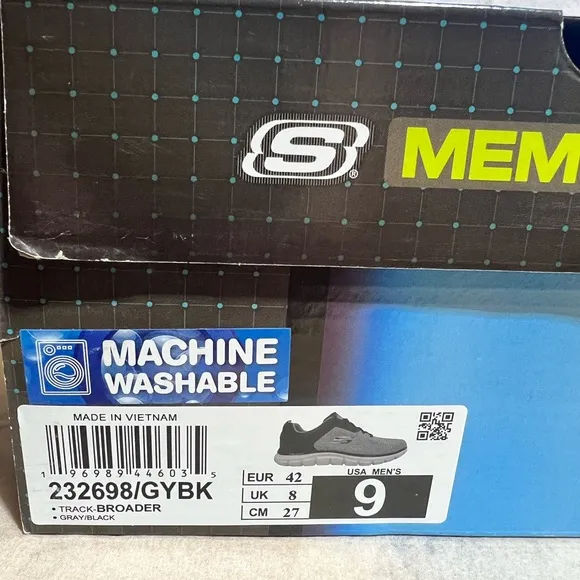 S®
MEM
MACHINE
WASHABLE
MADE IN VIETNAM
1 96989 44603 5
232698/GYBK
• TRACK-BROADER
• GRAY/BLACK
EUR 42
UK 8
CM 27
USA MEN'S
9